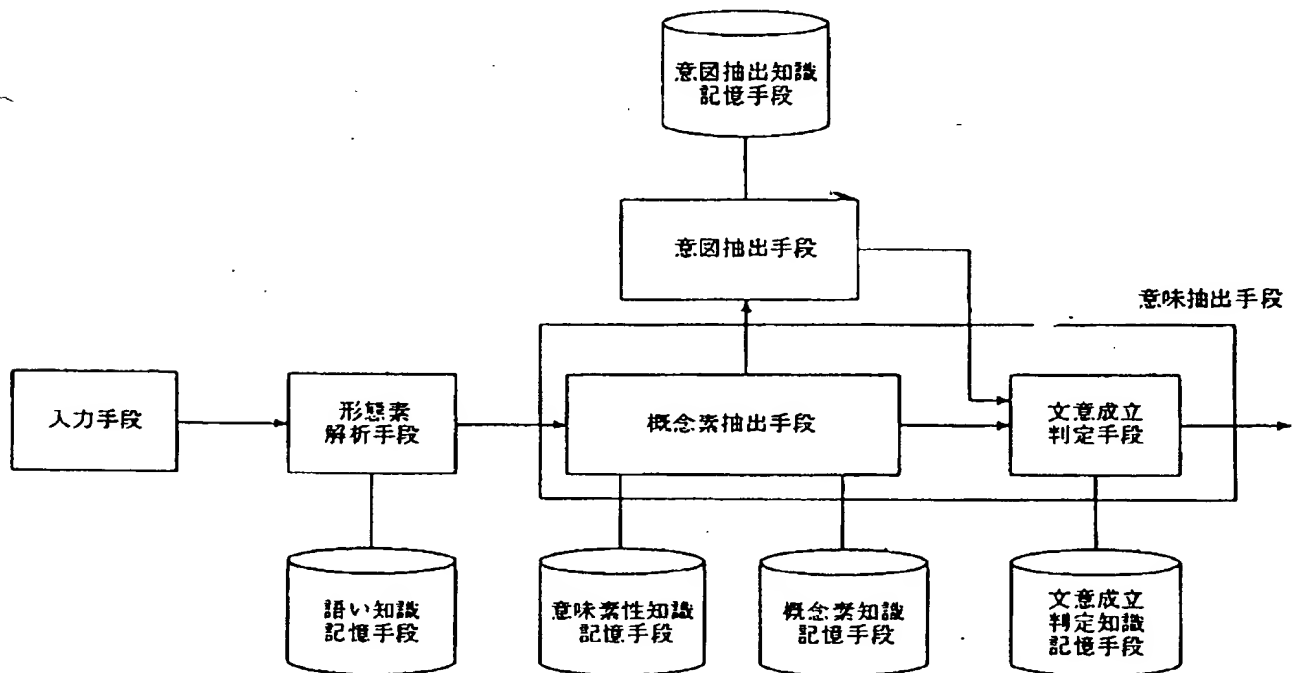 意図抽出知識
記憶手段
意図抽出手段
意味抽出手段
入力手段
形態素
解析手段
概念素抽出手段
文意成立
判定手段
語い知識
記憶手段
意味素性知識
記憶手段
概念素知識
記憶手段
文意成立
判定知識
記憶手段